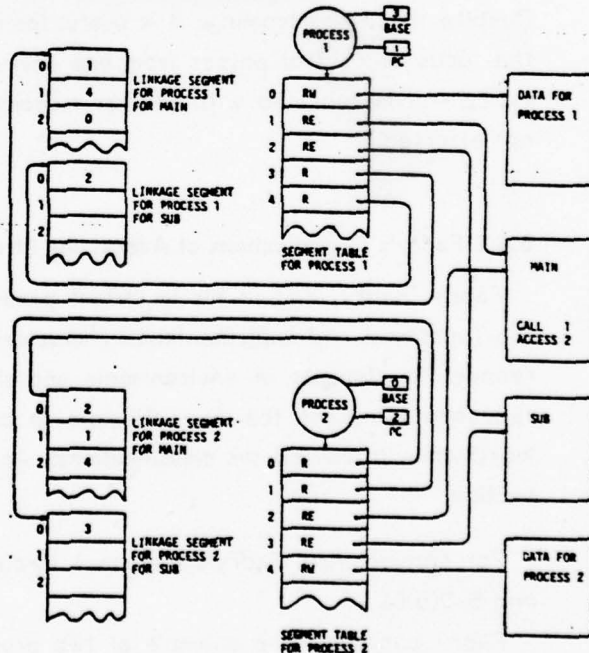 PROCESS
1
3
BASE
1
PC
0 1
1 4
2 0
LINKAGE SEGMENT
FOR PROCESS 1
FOR MAIN
0 2
1
2
LINKAGE SEGMENT
FOR PROCESS 1
FOR SUB
0 RW
1 RE
2 RE
3 R
4 R
SEGMENT TABLE
FOR PROCESS 1
DATA FOR
PROCESS 1
MAIN
CALL 1
ACCESS 2
SUB
DATA FOR
PROCESS 2
0 2
1 1
2 4
LINKAGE SEGMENT
FOR PROCESS 2
FOR MAIN
0 3
1
2
LINKAGE SEGMENT
FOR PROCESS 2
FOR SUB
PROCESS
2
0
BASE
2
PC
0 R
1 R
2 RE
3 RE
RW
SEGMENT TABLE
FOR PROCESS 2